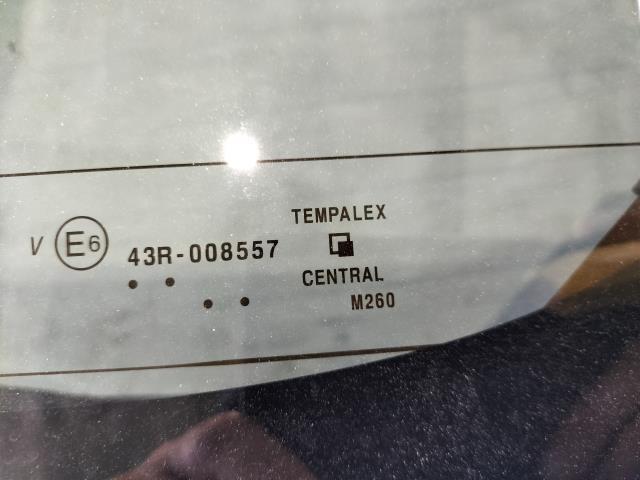 TEMPALEX
V E6 43R-008557
CENTRAL
M260